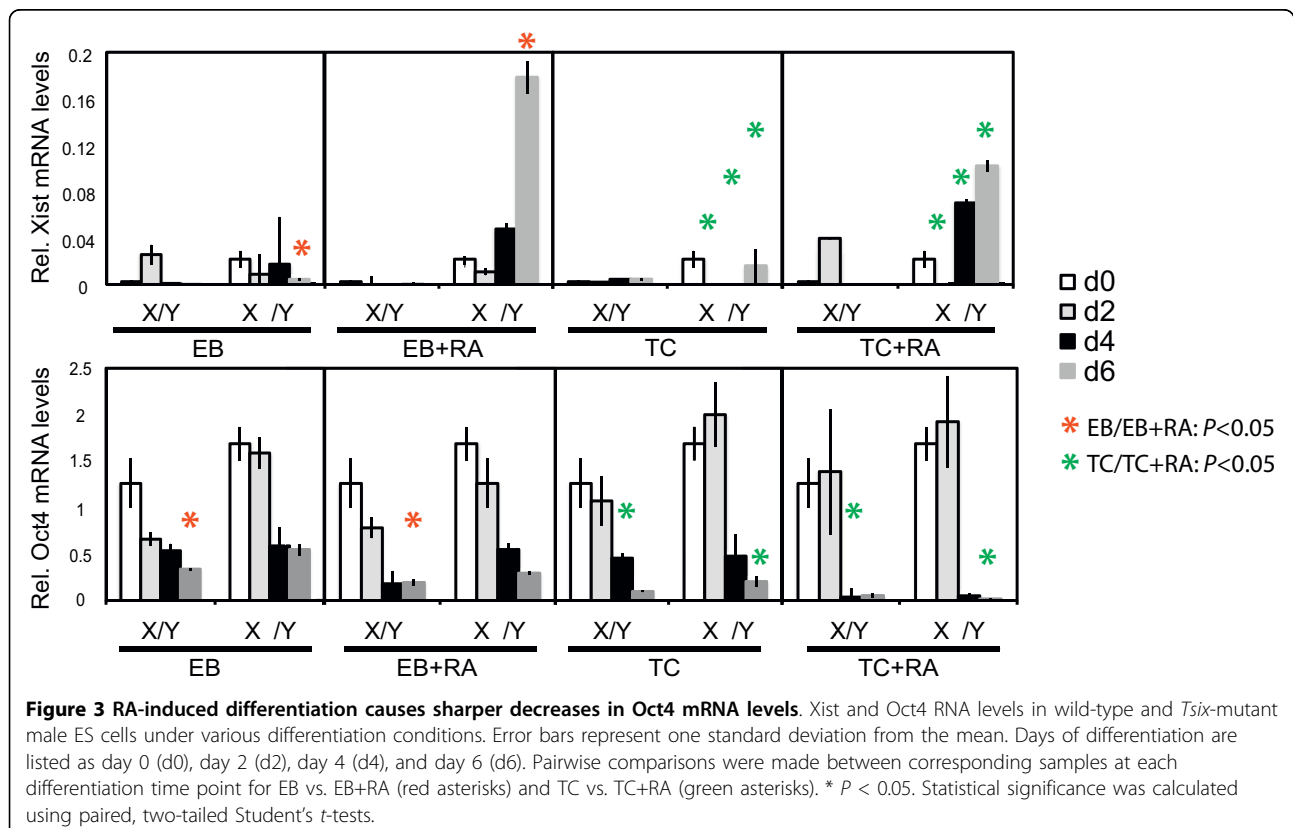 Rel. Xist mRNA levels
0.2
0.16
0.12
0.08
0.04
0
* * * * * * * *
X/Y X /Y X/Y X /Y X/Y X /Y X/Y X /Y
EB EB+RA TC TC+RA
Rel. Oct4 mRNA levels
2.5
2
1.5
1
0.5
0
* * * * * *
X/Y X /Y X/Y X /Y X/Y X /Y X/Y X /Y
EB EB+RA TC TC+RA
d0
d2
d4
d6
* EB/EB+RA: P<0.05
* TC/TC+RA: P<0.05
Figure 3 RA-induced differentiation causes sharper decreases in Oct4 mRNA levels. Xist and Oct4 RNA levels in wild-type and Tsix-mutant
male ES cells under various differentiation conditions. Error bars represent one standard deviation from the mean. Days of differentiation are
listed as day 0 (d0), day 2 (d2), day 4 (d4), and day 6 (d6). Pairwise comparisons were made between corresponding samples at each
differentiation time point for EB vs. EB+RA (red asterisks) and TC vs. TC+RA (green asterisks). * P < 0.05. Statistical significance was calculated
using paired, two-tailed Student's t-tests.